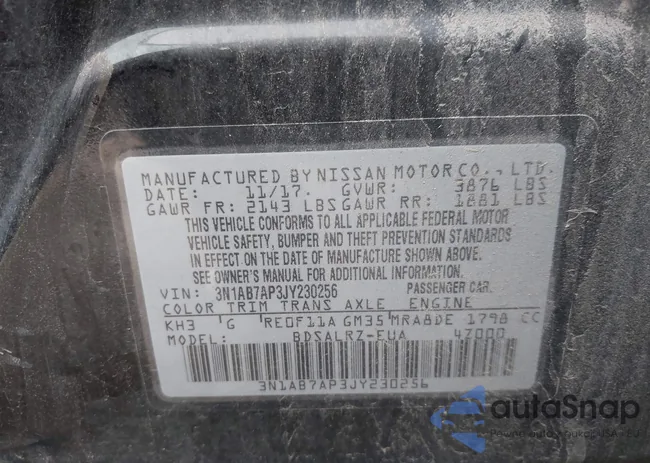 MANUFACTURED BY NISSAN MOTOR CO., LTD.
DATE: 11/17. GVWR: 3876 LBS
GAWR FR: 2143 LBS GAWR RR: 1881 LBS
THIS VEHICLE CONFORMS TO ALL APPLICABLE FEDERAL MOTOR
VEHICLE SAFETY, BUMPER AND THEFT PREVENTION STANDARDS
IN EFFECT ON THE DATE OF MANUFACTURE SHOWN ABOVE.
SEE OWNER'S MANUAL FOR ADDITIONAL INFORMATION.
VIN: 3N1AB7AP3JY230256 PASSENGER CAR.
COLOR TRIM TRANS AXLE ENGINE
KH3 G RE0F11A GM35 MRA8DE 1798 CC
MODEL: BDSALRZ-EUA 4Z000
3N1AB7AP3JY230256
autoSnap